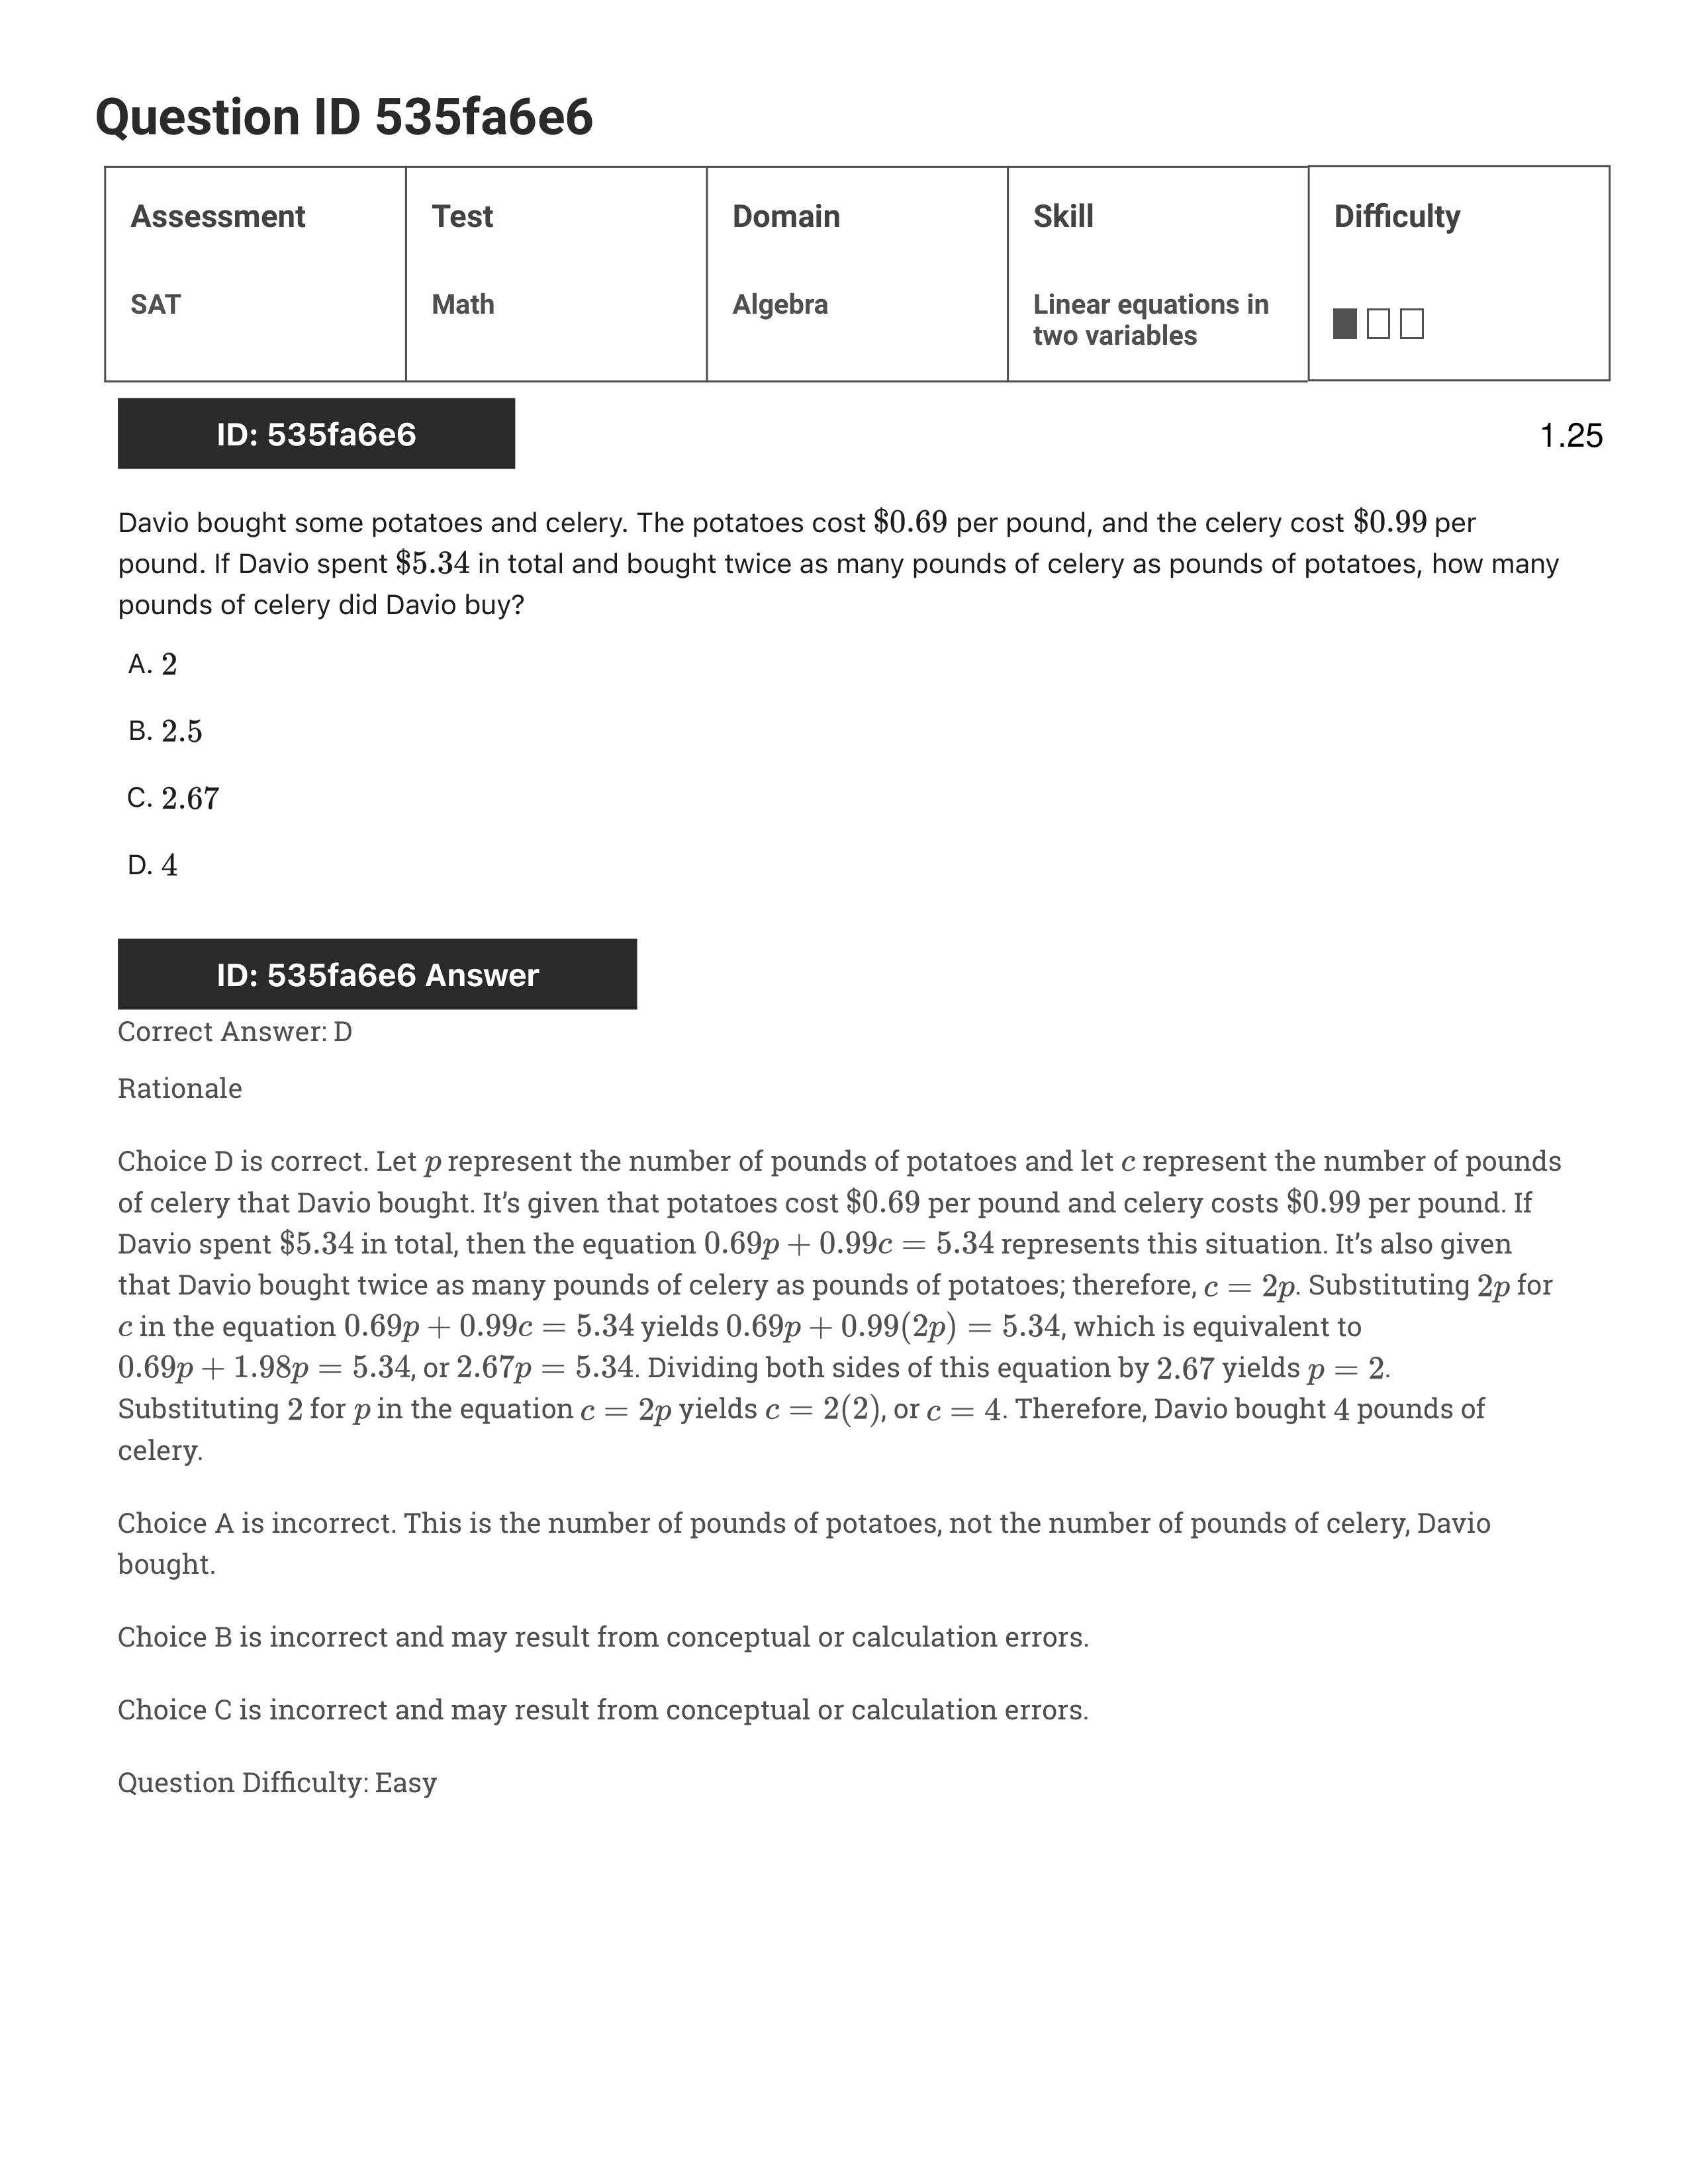 Question ID 535fa6e6
Assessment
Test
Domain
Skill
Difficulty
SAT
Math
Algebra
Linear equations in
two variables
ID: 535fa6e6
1.25
Davio bought some potatoes and celery. The potatoes cost $0.69 per pound, and the celery cost $0.99 per
pound. If Davio spent $5.34 in total and bought twice as many pounds of celery as pounds of potatoes, how many
pounds of celery did Davio buy?
A. 2
B. 2.5
C. 2.67
D. 4
ID: 535fa6e6 Answer
Correct Answer: D
Rationale
Choice D is correct. Let p represent the number of pounds of potatoes and let c represent the number of pounds
of celery that Davio bought. It’s given that potatoes cost $0.69 per pound and celery costs $0.99 per pound. If
Davio spent $5.34 in total, then the equation 0.69p + 0.99c = 5.34 represents this situation. It’s also given
that Davio bought twice as many pounds of celery as pounds of potatoes; therefore, c = 2p. Substituting 2p for
c in the equation 0.69p + 0.99c = 5.34 yields 0.69p + 0.99(2p) = 5.34, which is equivalent to
0.69p + 1.98p = 5.34, or 2.67p = 5.34. Dividing both sides of this equation by 2.67 yields p = 2.
Substituting 2 for p in the equation c = 2p yields c = 2(2), or c = 4. Therefore, Davio bought 4 pounds of
celery.
Choice A is incorrect. This is the number of pounds of potatoes, not the number of pounds of celery, Davio
bought.
Choice B is incorrect and may result from conceptual or calculation errors.
Choice C is incorrect and may result from conceptual or calculation errors.
Question Difficulty: Easy